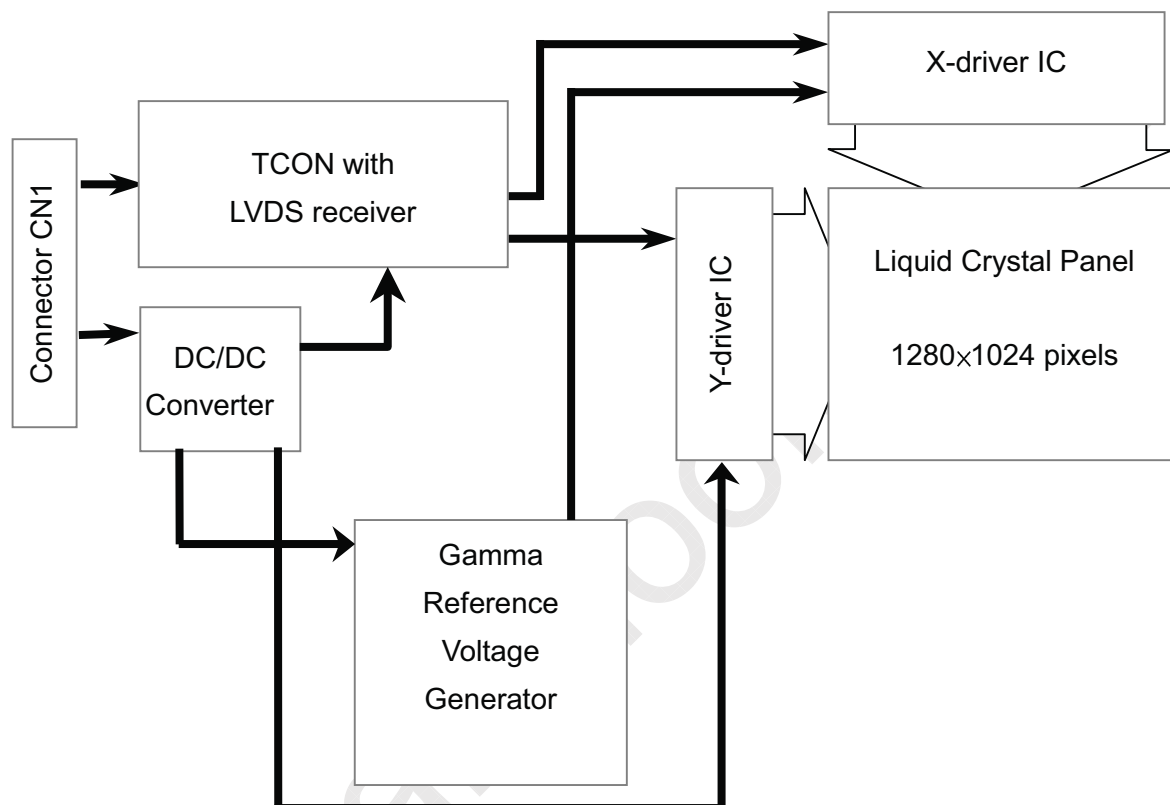 X-driver IC
TCON with
LVDS receiver
Connector CN1
Y-driver IC
Liquid Crystal Panel
1280×1024 pixels
DC/DC
Converter
Gamma
Reference
Voltage
Generator